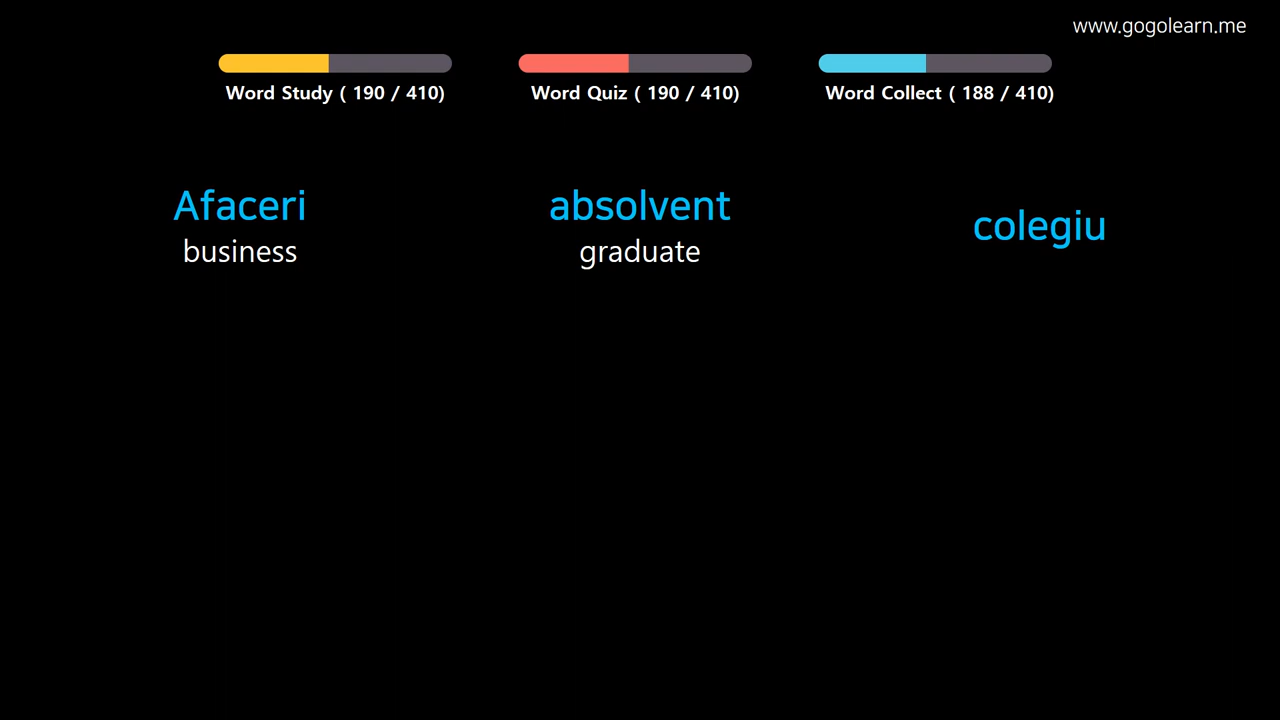 www.gogolearn.me
Word Study ( 190 / 410)
Word Quiz ( 190 / 410)
Word Collect ( 188 / 410)
Afaceri
business
absolvent
graduate
colegiu